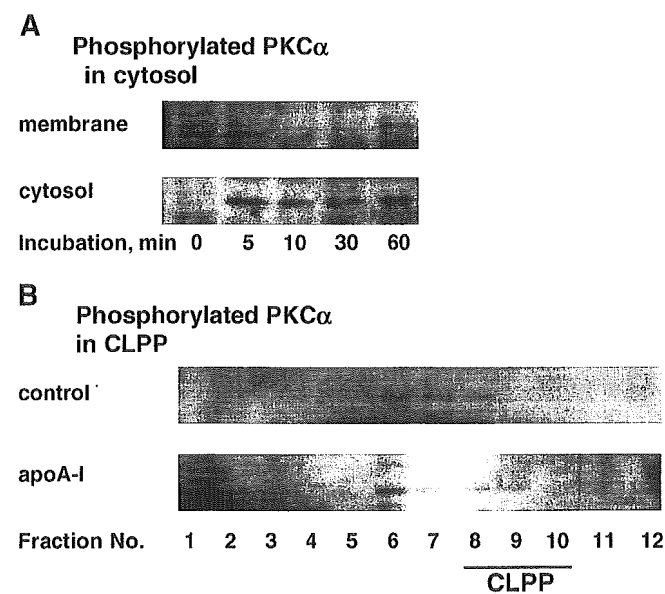 A
Phosphorylated PKCα
in cytosol
membrane
cytosol
Incubation, min 0 5 10 30 60
B
Phosphorylated PKCα
in CLPP
control
apoA-I
Fraction No. 1 2 3 4 5 6 7 8 9 10 11 12
CLPP